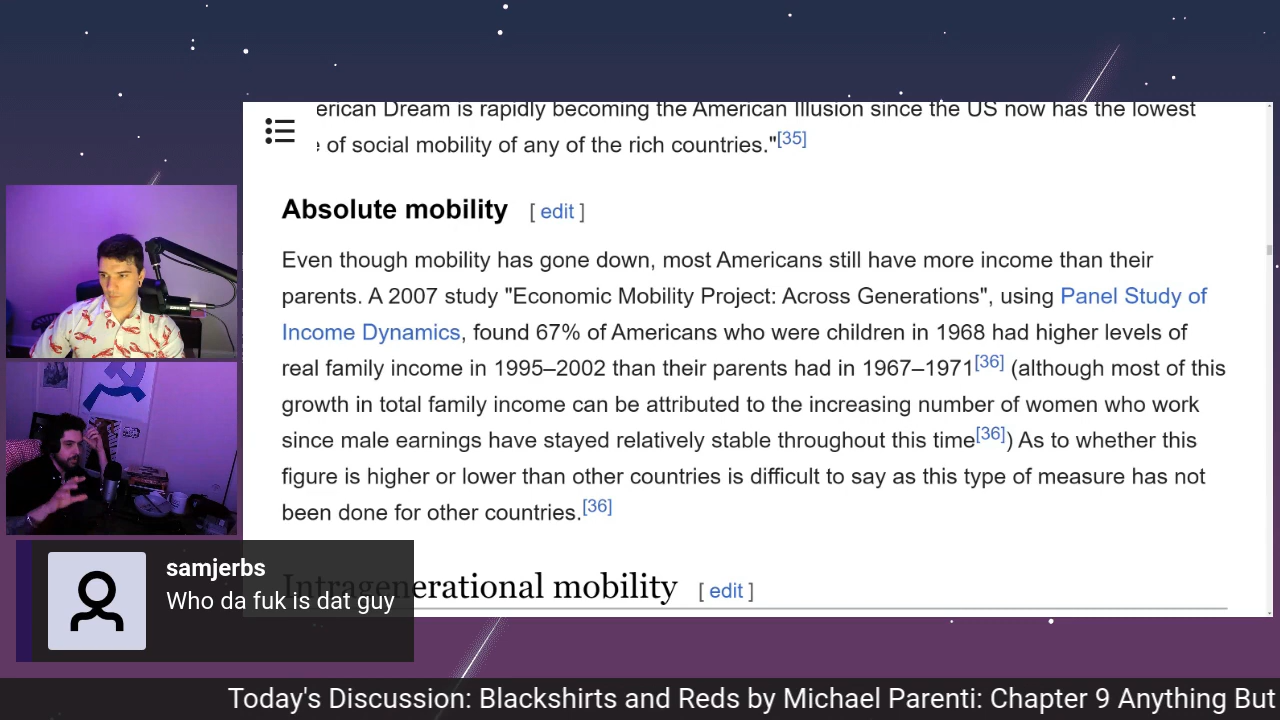 erican Dream is rapidly becoming the American Illusion since the US now has the lowest
e of social mobility of any of the rich countries."[35]
Absolute mobility [ edit ]
Even though mobility has gone down, most Americans still have more income than their
parents. A 2007 study "Economic Mobility Project: Across Generations", using Panel Study of
Income Dynamics, found 67% of Americans who were children in 1968 had higher levels of
real family income in 1995–2002 than their parents had in 1967–1971[36] (although most of this
growth in total family income can be attributed to the increasing number of women who work
since male earnings have stayed relatively stable throughout this time[36]) As to whether this
figure is higher or lower than other countries is difficult to say as this type of measure has not
been done for other countries.[36]
Intragenerational mobility [ edit ]
samjerbs
Who da fuk is dat guy
Today's Discussion: Blackshirts and Reds by Michael Parenti: Chapter 9 Anything But